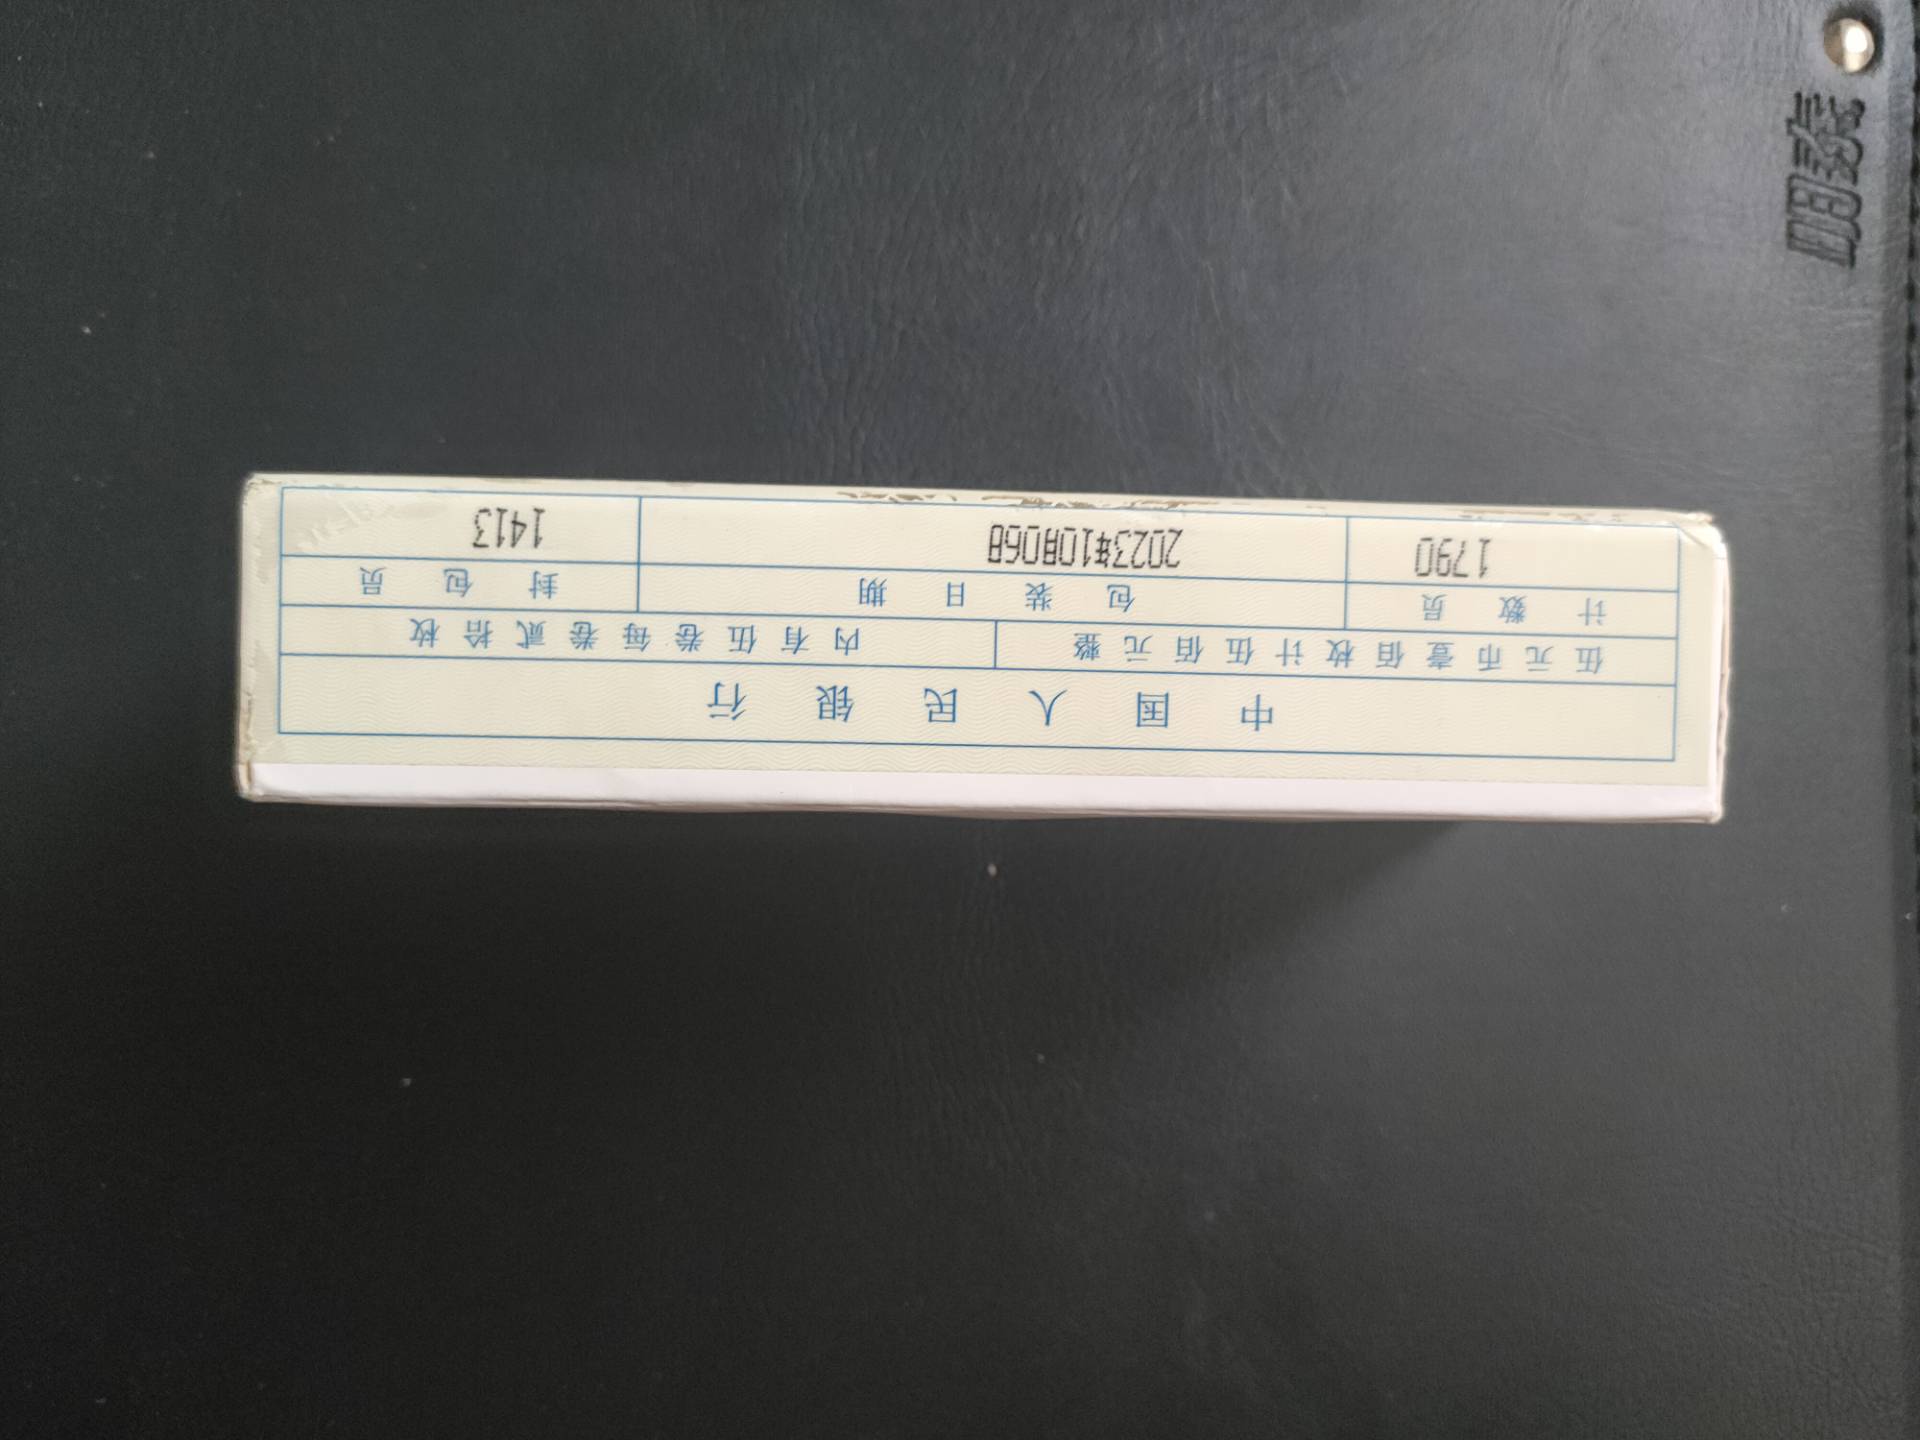 中国人民银行
伍元币壹佰枚计伍佰元整 内有伍卷每卷贰拾枚
计数员 包装日期 封包员
1790 2023年10月06日 1413
明泰